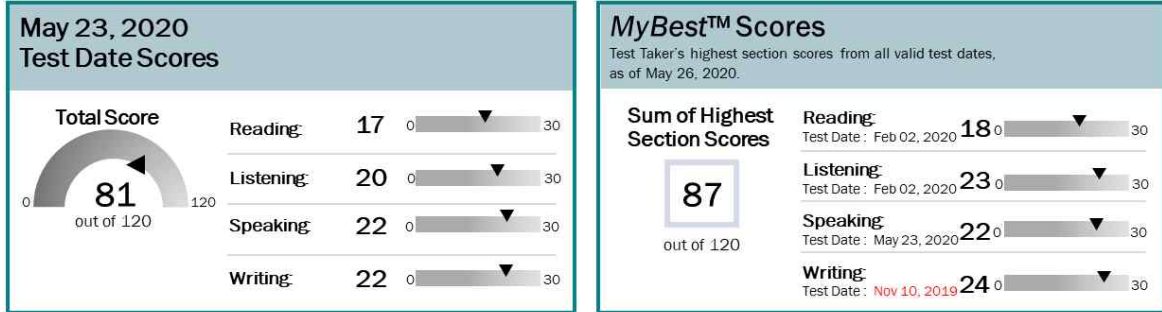 May 23, 2020
Test Date Scores
Total Score
0
81
120
out of 120
Reading: 17 0 30
Listening: 20 0 30
Speaking: 22 0 30
Writing: 22 0 30
MyBest™ Scores
Test Taker's highest section scores from all valid test dates,
as of May 26, 2020.
Sum of Highest
Section Scores
87
out of 120
Reading:
Test Date : Feb 02, 2020 18 0 30
Listening:
Test Date : Feb 02, 2020 23 0 30
Speaking:
Test Date : May 23, 2020 22 0 30
Writing:
Test Date : Nov 10, 2019 24 0 30